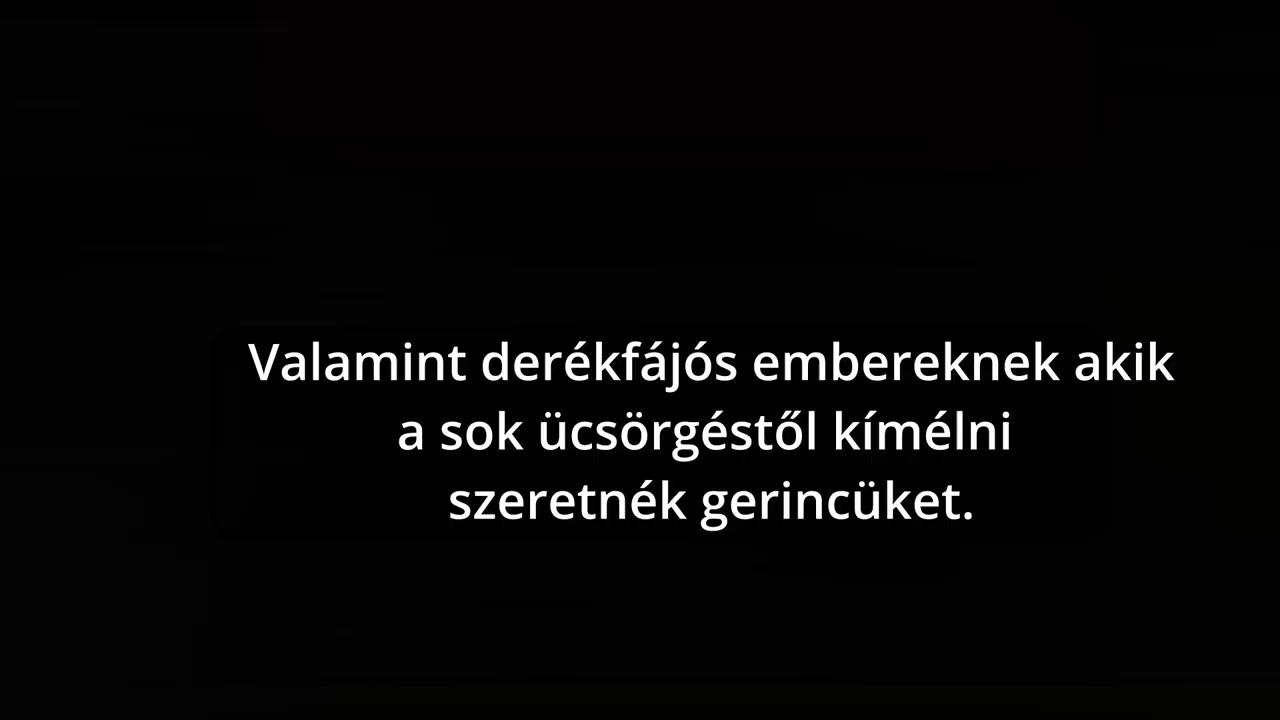 Valamint derékfájós embereknek akik
a sok ücsörgéstől kímélni
szeretnék gerincüket.